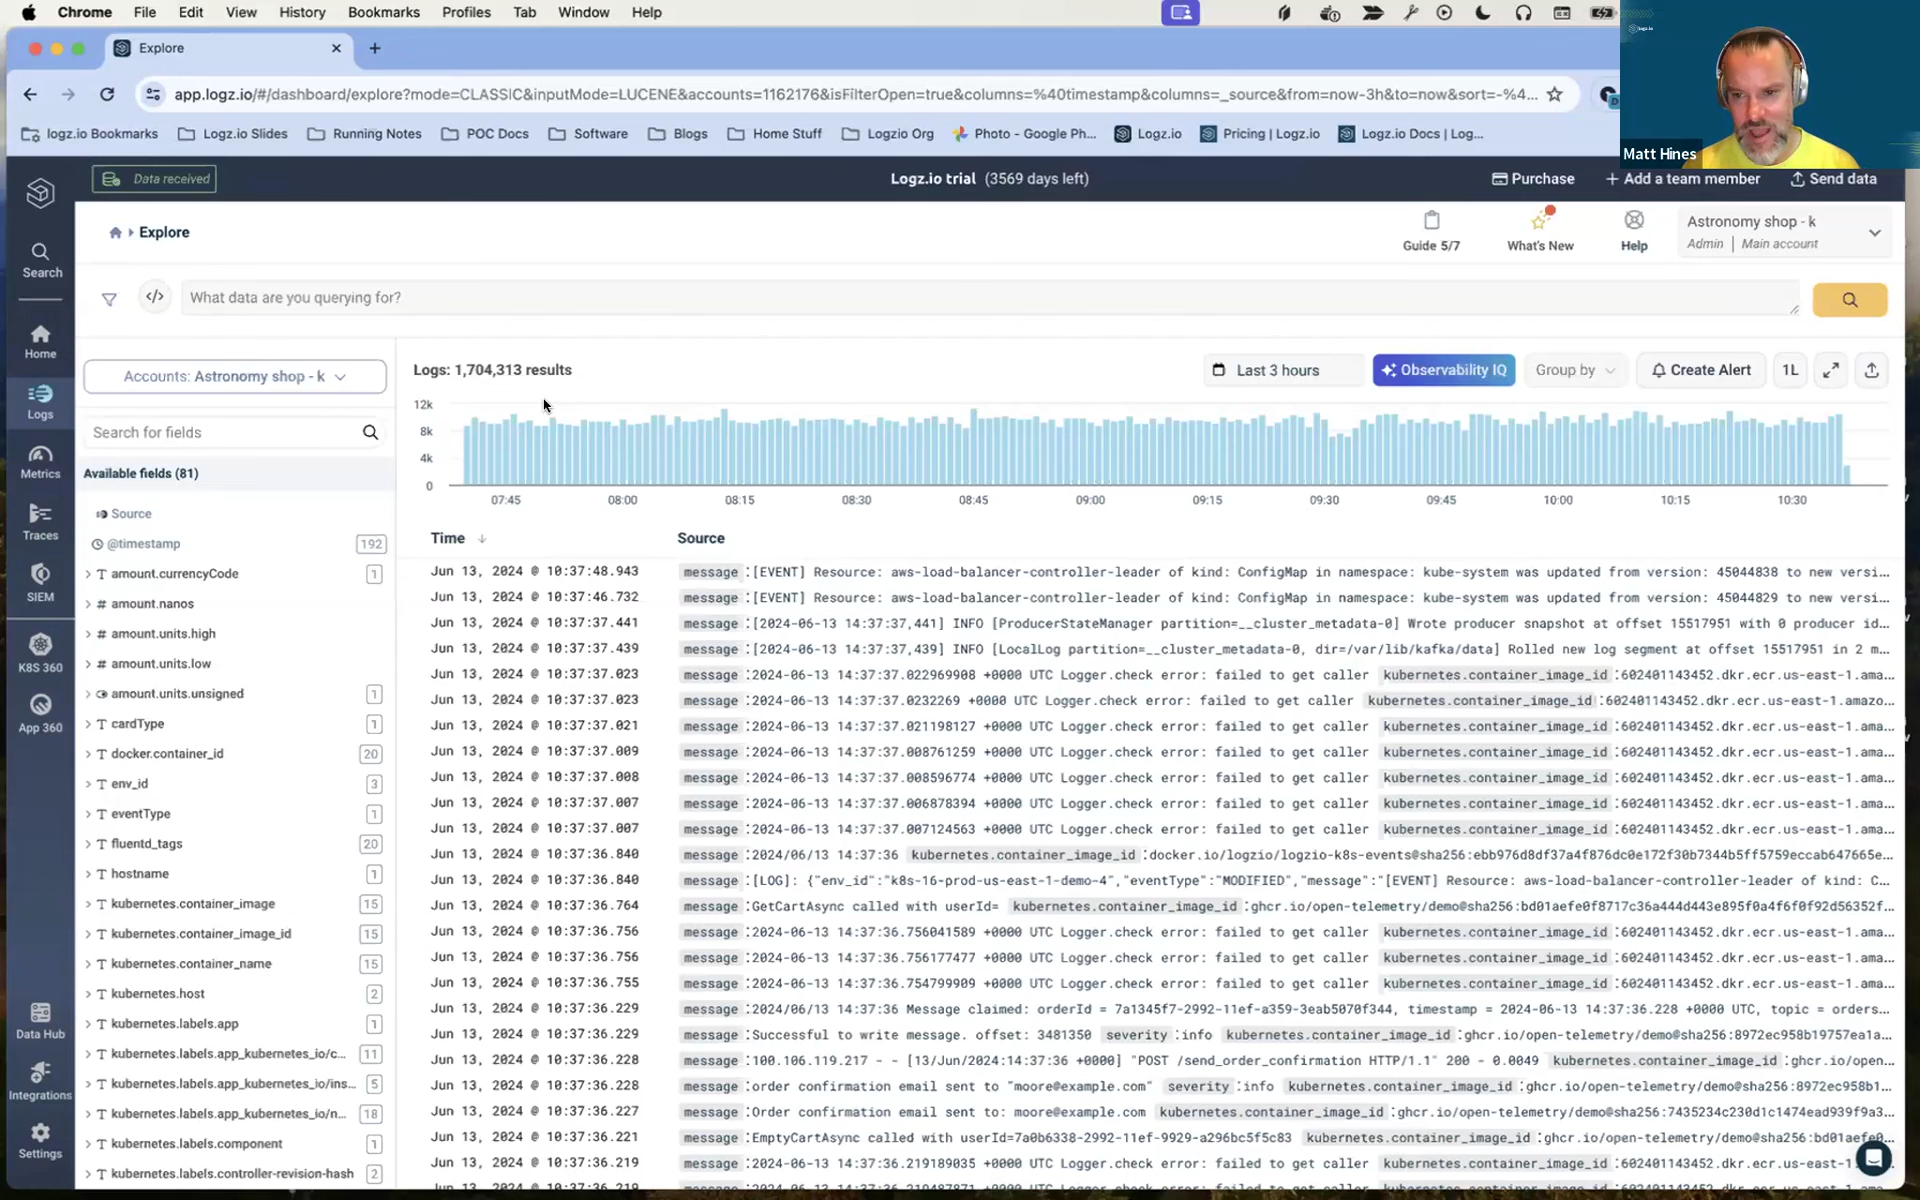 Chrome File Edit View History Bookmarks Profiles Tab Window Help
Explore
logz.io
app.logz.io/#/dashboard/explore?mode=CLASSIC&inputMode=LUCENE&accounts=1162176&isFilterOpen=true&columns=%40timestamp&columns=_source&from=now-3h&to=now&sort=-%4...
logz.io Bookmarks Logz.io Slides Running Notes POC Docs Software Blogs Home Stuff Logzio Org Photo - Google Ph... Logz.io Pricing | Logz.io Logz.io Docs | Log...
Matt Hines
Data received
Logz.io trial (3569 days left)
Purchase + Add a team member Send data
Explore
Guide 5/7 What's New Help
Astronomy shop - k
Admin | Main account
Search
</> What data are you querying for?
Home
Logs
Metrics
Traces
SIEM
K8S 360
App 360
Data Hub
Integrations
Settings
Accounts: Astronomy shop - k
Search for fields
Available fields (81)
Source
@timestamp 192
T amount.currencyCode 1
# amount.nanos
# amount.units.high
# amount.units.low
amount.units.unsigned 1
T cardType 1
T docker.container_id 20
T env_id 3
T eventType 1
T fluentd_tags 20
T hostname 1
T kubernetes.container_image 15
T kubernetes.container_image_id 15
T kubernetes.container_name 15
T kubernetes.host 2
T kubernetes.labels.app 1
T kubernetes.labels.app_kubernetes_io/c... 11
T kubernetes.labels.app_kubernetes_io/ins... 5
T kubernetes.labels.app_kubernetes_io/n... 18
T kubernetes.labels.component 1
T kubernetes.labels.controller-revision-hash 2
Logs: 1,704,313 results
Last 3 hours Observability IQ Group by Create Alert 1L
12k
8k
4k
0
07:45 08:00 08:15 08:30 08:45 09:00 09:15 09:30 09:45 10:00 10:15 10:30
Time Source
Jun 13, 2024 @ 10:37:48.943 message:[EVENT] Resource: aws-load-balancer-controller-leader of kind: ConfigMap in namespace: kube-system was updated from version: 45044838 to new versi...
Jun 13, 2024 @ 10:37:46.732 message:[EVENT] Resource: aws-load-balancer-controller-leader of kind: ConfigMap in namespace: kube-system was updated from version: 45044829 to new versi...
Jun 13, 2024 @ 10:37:37.441 message:[2024-06-13 14:37:37,441] INFO [ProducerStateManager partition=__cluster_metadata-0] Wrote producer snapshot at offset 15517951 with 0 producer id...
Jun 13, 2024 @ 10:37:37.439 message:[2024-06-13 14:37:37,439] INFO [LocalLog partition=__cluster_metadata-0, dir=/var/lib/kafka/data] Rolled new log segment at offset 15517951 in 2 m...
Jun 13, 2024 @ 10:37:37.023 message:2024-06-13 14:37:37.022969908 +0000 UTC Logger.check error: failed to get caller kubernetes.container_image_id:602401143452.dkr.ecr.us-east-1.ama...
Jun 13, 2024 @ 10:37:37.023 message:2024-06-13 14:37:37.0232269 +0000 UTC Logger.check error: failed to get caller kubernetes.container_image_id:602401143452.dkr.ecr.us-east-1.amazo...
Jun 13, 2024 @ 10:37:37.021 message:2024-06-13 14:37:37.021198127 +0000 UTC Logger.check error: failed to get caller kubernetes.container_image_id:602401143452.dkr.ecr.us-east-1.ama...
Jun 13, 2024 @ 10:37:37.009 message:2024-06-13 14:37:37.008761259 +0000 UTC Logger.check error: failed to get caller kubernetes.container_image_id:602401143452.dkr.ecr.us-east-1.ama...
Jun 13, 2024 @ 10:37:37.008 message:2024-06-13 14:37:37.008596774 +0000 UTC Logger.check error: failed to get caller kubernetes.container_image_id:602401143452.dkr.ecr.us-east-1.ama...
Jun 13, 2024 @ 10:37:37.007 message:2024-06-13 14:37:37.006878394 +0000 UTC Logger.check error: failed to get caller kubernetes.container_image_id:602401143452.dkr.ecr.us-east-1.ama...
Jun 13, 2024 @ 10:37:37.007 message:2024-06-13 14:37:37.007124563 +0000 UTC Logger.check error: failed to get caller kubernetes.container_image_id:602401143452.dkr.ecr.us-east-1.ama...
Jun 13, 2024 @ 10:37:36.840 message:2024/06/13 14:37:36 kubernetes.container_image_id:docker.io/logzio/logzio-k8s-events@sha256:ebb976d8df37a4f876dc0e172f30b7344b5ff5759eccab647665e...
Jun 13, 2024 @ 10:37:36.840 message:[LOG]: {"env_id":"k8s-16-prod-us-east-1-demo-4","eventType":"MODIFIED","message":"[EVENT] Resource: aws-load-balancer-controller-leader of kind: C...
Jun 13, 2024 @ 10:37:36.764 message:GetCartAsync called with userId= kubernetes.container_image_id:ghcr.io/open-telemetry/demo@sha256:bd01aefe0f8717c36a444d443e895f0a4f6f0f92d56352f...
Jun 13, 2024 @ 10:37:36.756 message:2024-06-13 14:37:36.756041589 +0000 UTC Logger.check error: failed to get caller kubernetes.container_image_id:602401143452.dkr.ecr.us-east-1.ama...
Jun 13, 2024 @ 10:37:36.756 message:2024-06-13 14:37:36.756177477 +0000 UTC Logger.check error: failed to get caller kubernetes.container_image_id:602401143452.dkr.ecr.us-east-1.ama...
Jun 13, 2024 @ 10:37:36.755 message:2024-06-13 14:37:36.754799909 +0000 UTC Logger.check error: failed to get caller kubernetes.container_image_id:602401143452.dkr.ecr.us-east-1.ama...
Jun 13, 2024 @ 10:37:36.229 message:2024/06/13 14:37:36 Message claimed: orderId = 7a1345f7-2992-11ef-a359-3eab5070f344, timestamp = 2024-06-13 14:37:36.228 +0000 UTC, topic = orders...
Jun 13, 2024 @ 10:37:36.229 message:Successful to write message. offset: 3481350 severity:info kubernetes.container_image_id:ghcr.io/open-telemetry/demo@sha256:8972ec958b19757ea1a...
Jun 13, 2024 @ 10:37:36.228 message:100.106.119.217 - - [13/Jun/2024:14:37:36 +0000] "POST /send_order_confirmation HTTP/1.1" 200 - 0.0049 kubernetes.container_image_id:ghcr.io/open...
Jun 13, 2024 @ 10:37:36.228 message:order confirmation email sent to "moore@example.com" severity:info kubernetes.container_image_id:ghcr.io/open-telemetry/demo@sha256:8972ec958b1...
Jun 13, 2024 @ 10:37:36.227 message:Order confirmation email sent to: moore@example.com kubernetes.container_image_id:ghcr.io/open-telemetry/demo@sha256:7435234c230d1c1474ead939f9a3...
Jun 13, 2024 @ 10:37:36.221 message:EmptyCartAsync called with userId=7a0b6338-2992-11ef-9929-a296bc5f5c83 kubernetes.container_image_id:ghcr.io/open-telemetry/demo@sha256:bd01aefe0
Jun 13, 2024 @ 10:37:36.219 message:2024-06-13 14:37:36.219189035 +0000 UTC Logger.check error: failed to get caller kubernetes.container_image_id:602401143452.dkr.ecr.us-east-1